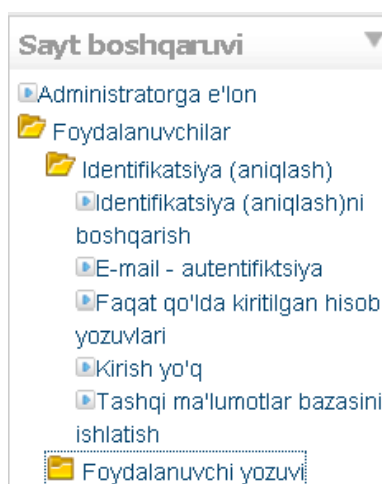 Sayt boshqaruvi
Administratorga e'lon
Foydalanuvchilar
Identifikatsiya (aniqlash)
Identifikatsiya (aniqlash)ni
boshqarish
E-mail - autentifiktsiya
Faqat qo'lda kiritilgan hisob
yozuvlari
Kirish yo'q
Tashqi ma'lumotlar bazasini
ishlatish
Foydalanuvchi yozuvi